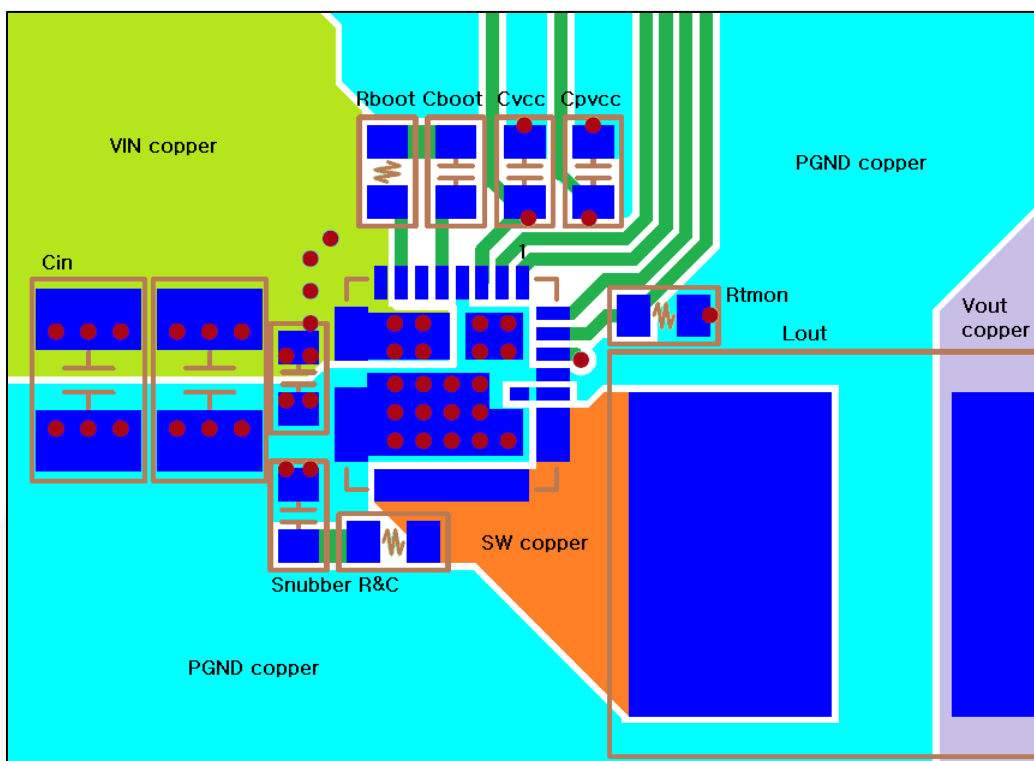 Rboot Cboot Cvcc Cpvcc
VIN copper
PGND copper
1
Cin
Rtmon
Vout
copper
Lout
SW copper
Snubber R&C
PGND copper